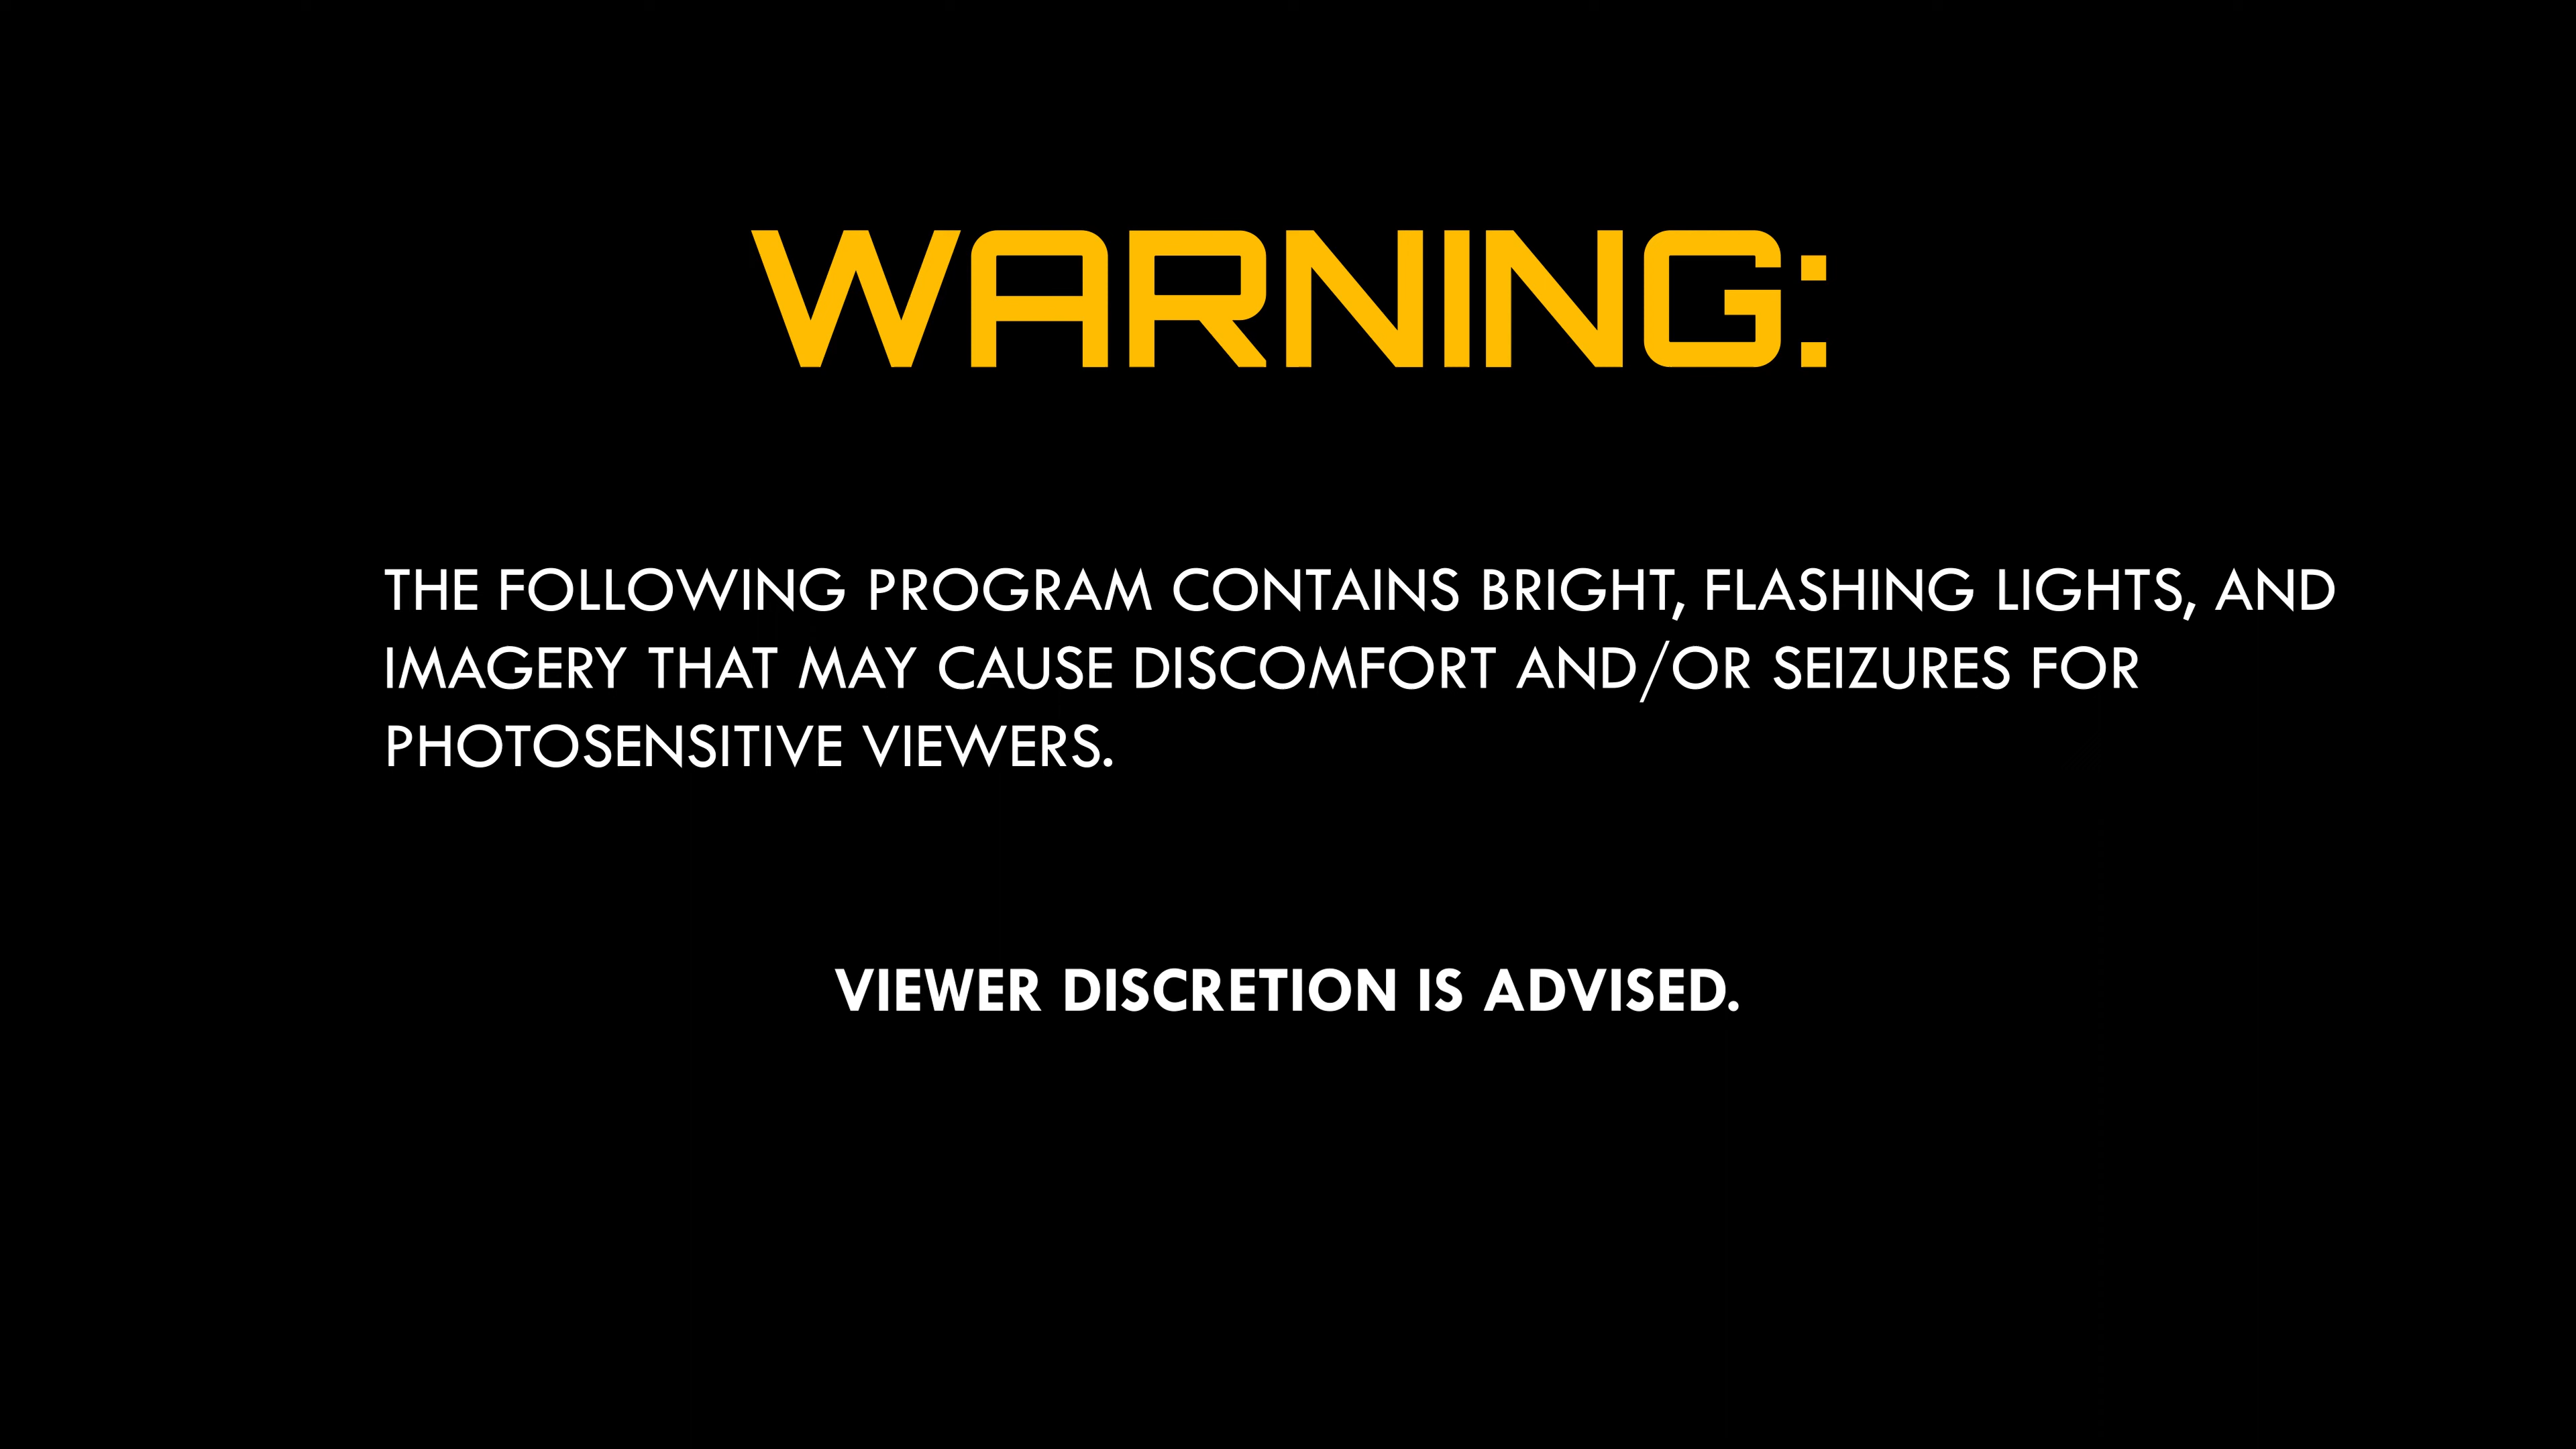 WARNING:
THE FOLLOWING PROGRAM CONTAINS BRIGHT, FLASHING LIGHTS, AND
IMAGERY THAT MAY CAUSE DISCOMFORT AND/OR SEIZURES FOR
PHOTOSENSITIVE VIEWERS.
VIEWER DISCRETION IS ADVISED.